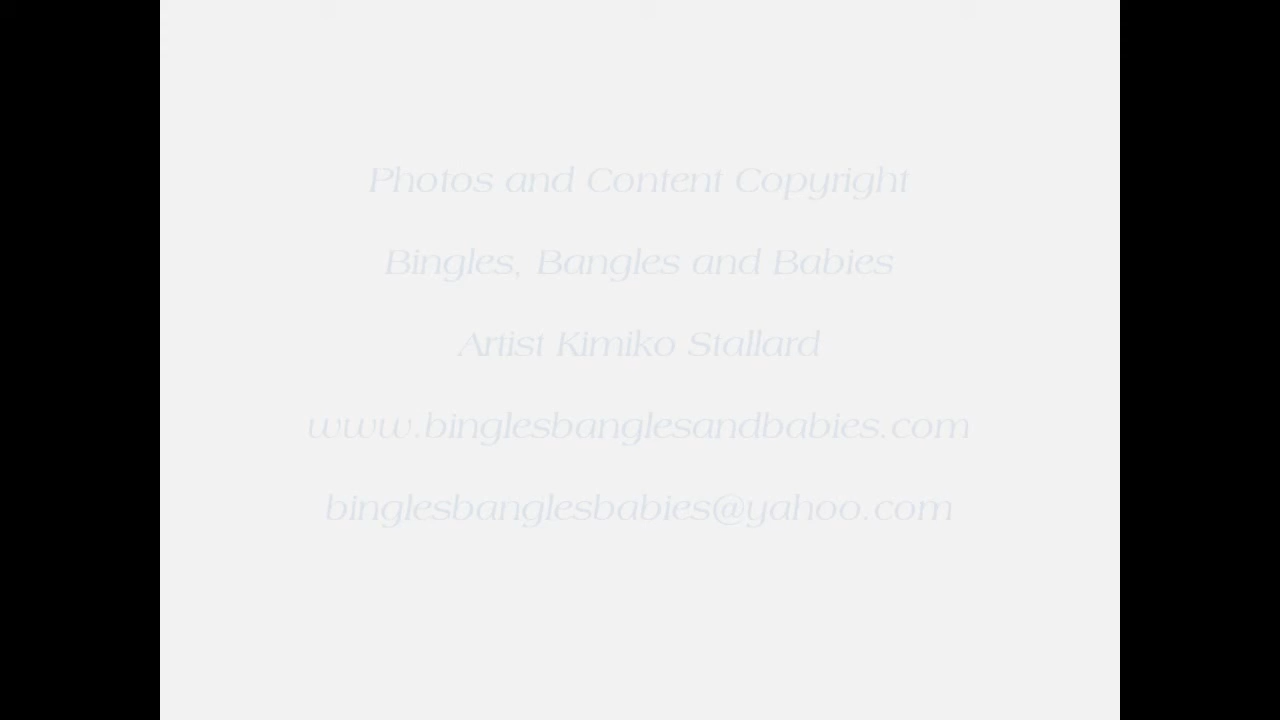 Photos and Content Copyright
Bingles, Bangles and Babies
Artist Kimiko Stallard
www.binglesbanglesandbabies.com
binglesbanglesbabies@yahoo.com